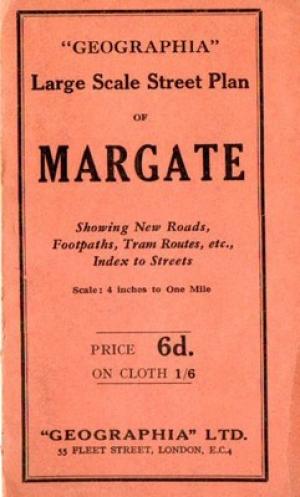 "GEOGRAPHIA"
Large Scale Street Plan
OF
MARGATE
Showing New Roads,
Footpaths, Tram Routes, etc.,
Index to Streets
Scale: 4 inches to One Mile
PRICE 6d.
ON CLOTH 1/6
"GEOGRAPHIA" LTD.
55 FLEET STREET, LONDON, E.C.4